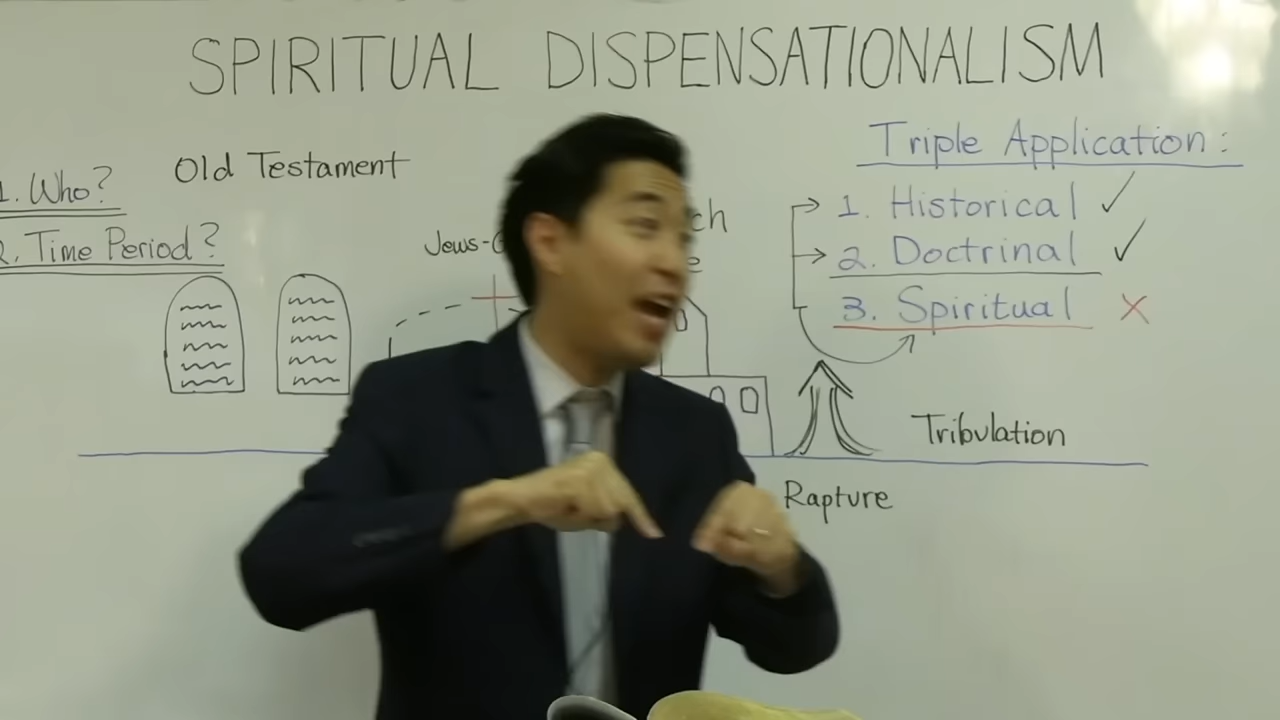 SPIRITUAL DISPENSATIONALISM
1. Who?
2. Time Period?
Old Testament
Jews-
Triple Application:
1. Historical ✓
2. Doctrinal ✓
3. Spiritual X
Tribulation
Rapture